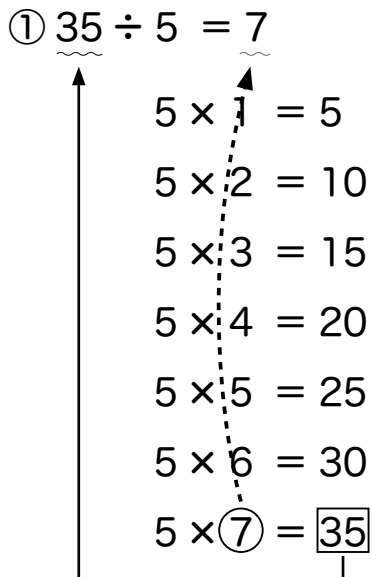 ① 35 ÷ 5 = 7
5 × 1 = 5
5 × 2 = 10
5 × 3 = 15
5 × 4 = 20
5 × 5 = 25
5 × 6 = 30
5 × 7 = 35